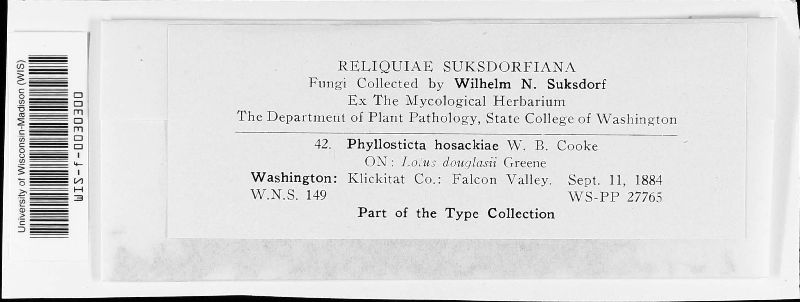 RELIQUIAE SUKSDORFIANA
Fungi Collected by Wilhelm N. Suksdorf
Ex The Mycological Herbarium
The Department of Plant Pathology, State College of Washington
42. Phyllosticta hosackiae W. B. Cooke
ON: Lotus douglasii Greene
Washington: Klickitat Co.: Falcon Valley. Sept. 11, 1884
W.N.S. 149 WS-PP 27765
Part of the Type Collection
University of Wisconsin-Madison (WIS)